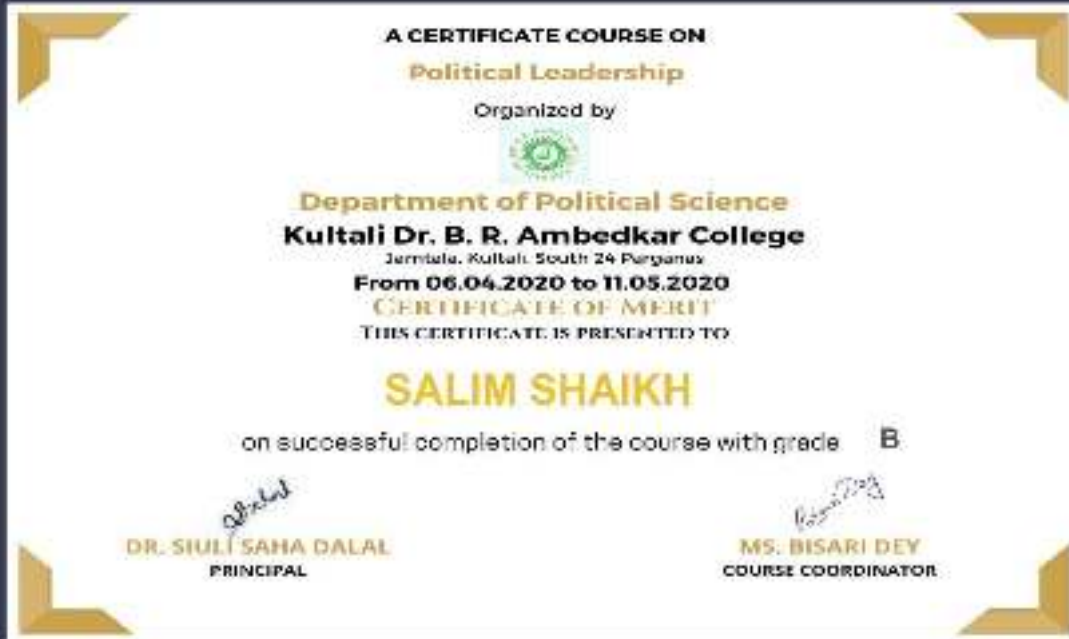 A CERTIFICATE COURSE ON
Political Leadership
Organized by
Department of Political Science
Kultali Dr. B. R. Ambedkar College
Jamtala, Kultali, South 24 Parganas
From 06.04.2020 to 11.05.2020
CERTIFICATE OF MERIT
THIS CERTIFICATE IS PRESENTED TO
SALIM SHAIKH
on successful completion of the course with grade B
DR. SIULI SAHA DALAL
PRINCIPAL
MS. BISARI DEY
COURSE COORDINATOR